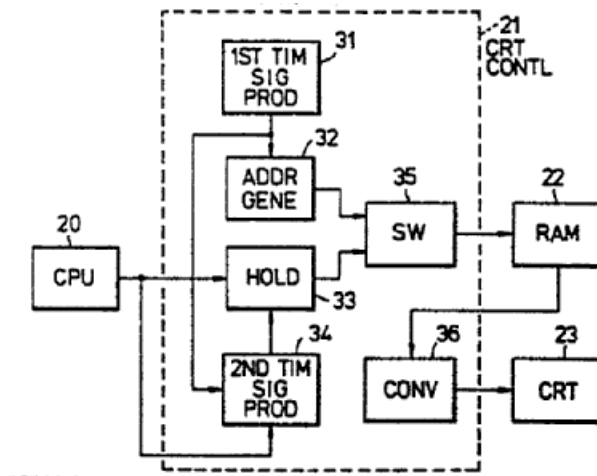 31
21
1ST TIM
SIG
PROD
CRT
CONTL
32
ADDR
GENE
35
SW
22
RAM
20
CPU
HOLD
33
34
2ND TIM
SIG
PROD
36
CONV
23
CRT